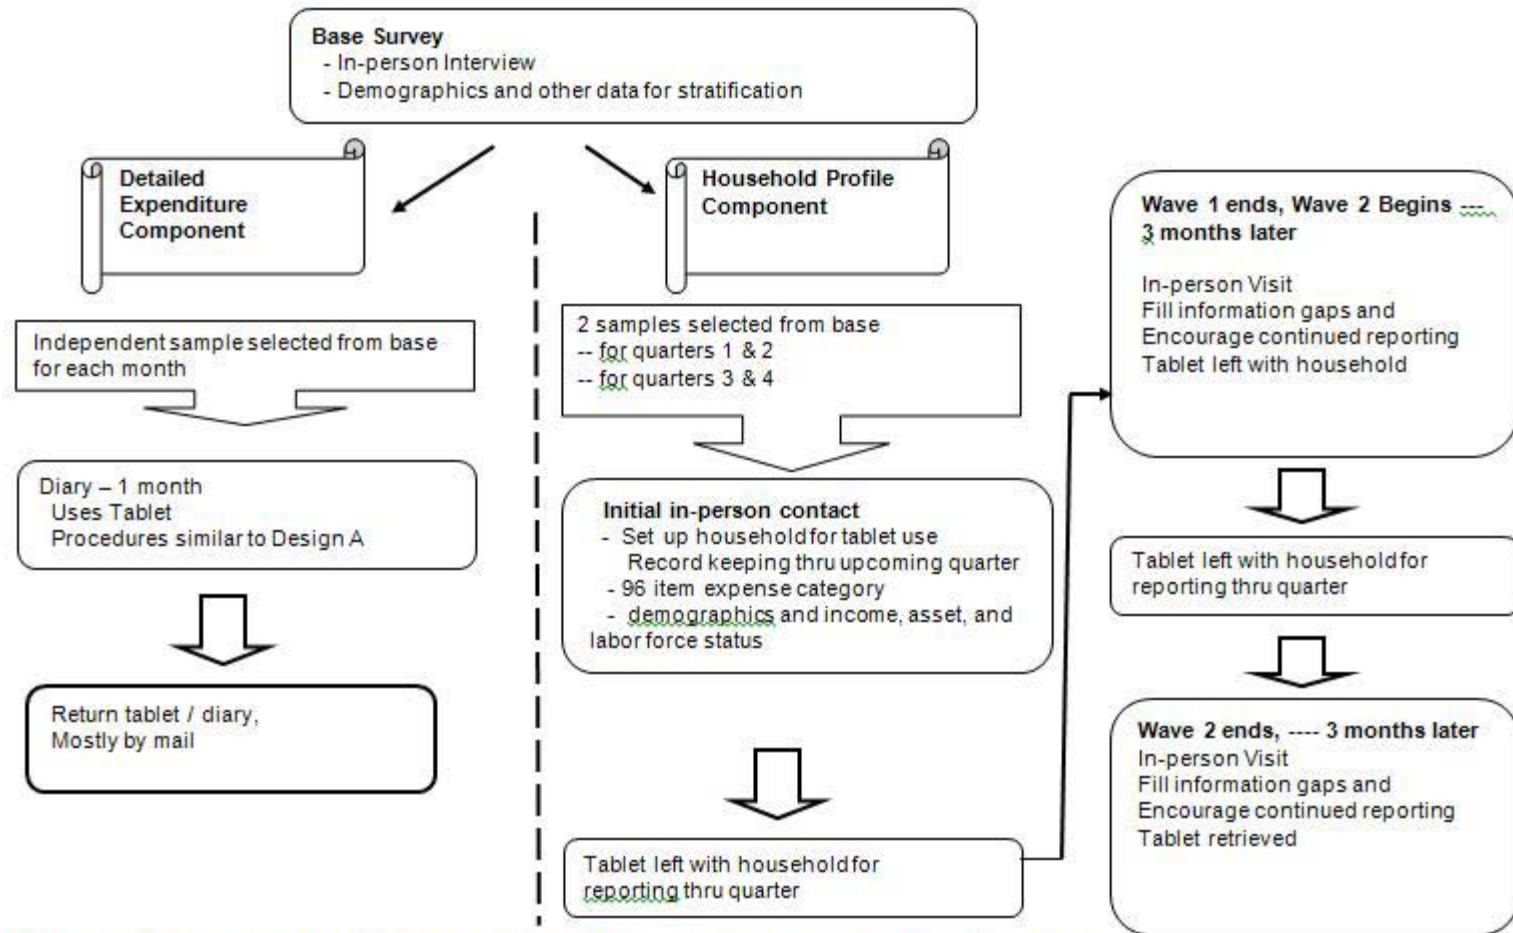 Base Survey
- In-person Interview
- Demographics and other data for stratification
Detailed
Expenditure
Component
Independent sample selected from base
for each month
Diary – 1 month
Uses Tablet
Procedures similar to Design A
Return tablet / diary,
Mostly by mail
Household Profile
Component
2 samples selected from base
-- for quarters 1 & 2
-- for quarters 3 & 4
Initial in-person contact
- Set up household for tablet use
Record keeping thru upcoming quarter
- 96 item expense category
- demographics and income, asset, and
labor force status
Tablet left with household for
reporting thru quarter
Wave 1 ends, Wave 2 Begins ---
3 months later
In-person Visit
Fill information gaps and
Encourage continued reporting
Tablet left with household
Tablet left with household for
reporting thru quarter
Wave 2 ends, ---- 3 months later
In-person Visit
Fill information gaps and
Encourage continued reporting
Tablet retrieved